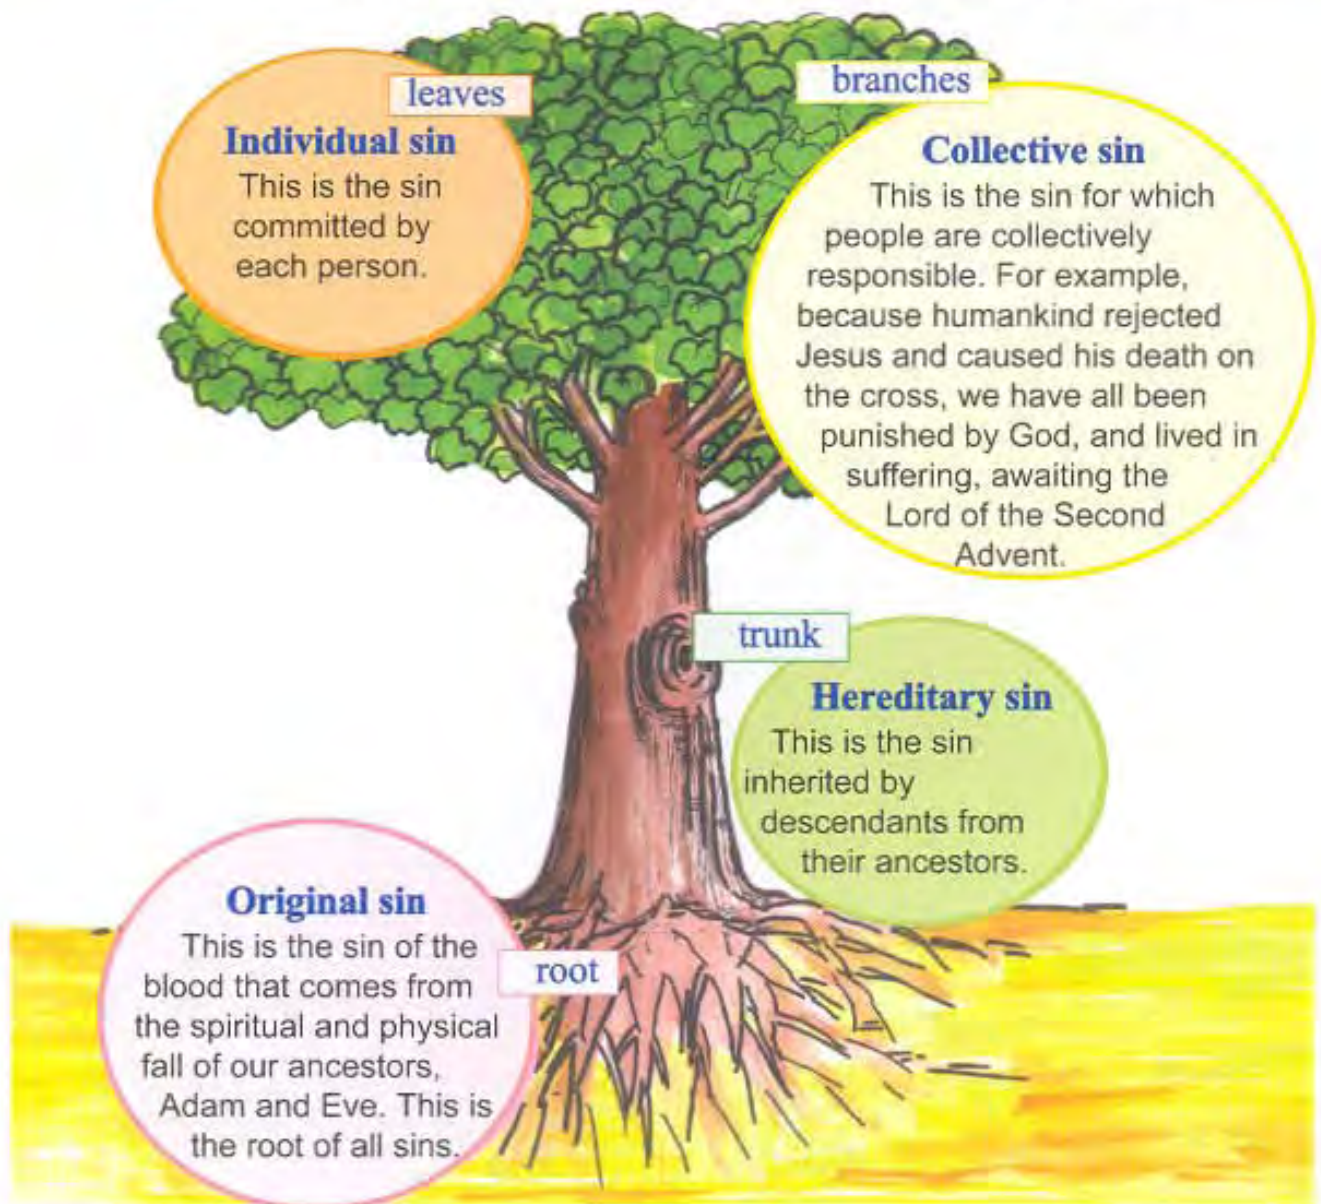 leaves
Individual sin
This is the sin
committed by
each person.
branches
Collective sin
This is the sin for which
people are collectively
responsible. For example,
because humankind rejected
Jesus and caused his death on
the cross, we have all been
punished by God, and lived in
suffering, awaiting the
Lord of the Second
Advent.
trunk
Hereditary sin
This is the sin
inherited by
descendants from
their ancestors.
Original sin
This is the sin of the
blood that comes from
the spiritual and physical
fall of our ancestors,
Adam and Eve. This is
the root of all sins.
root